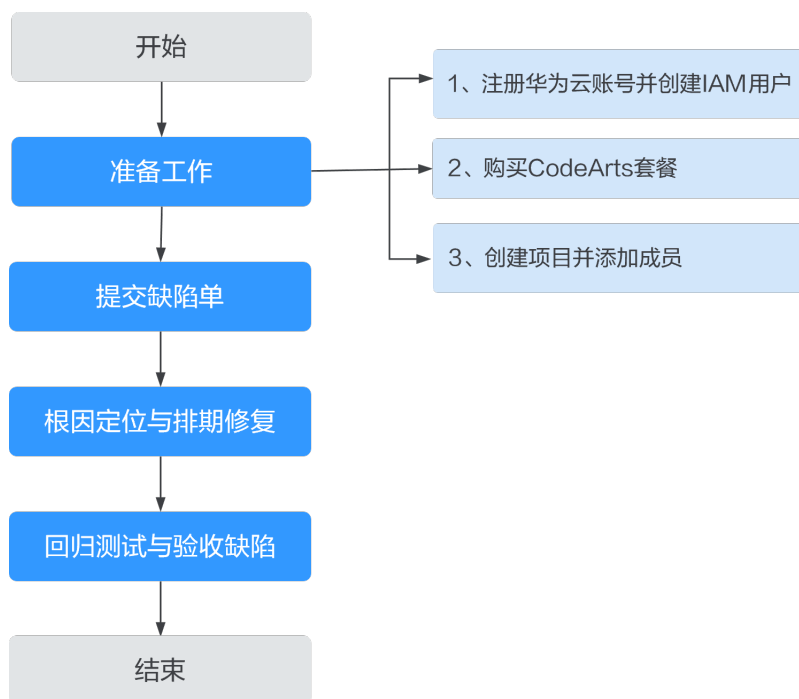 开始
准备工作
1、注册华为云账号并创建IAM用户
2、购买CodeArts套餐
3、创建项目并添加成员
提交缺陷单
根因定位与排期修复
回归测试与验收缺陷
结束